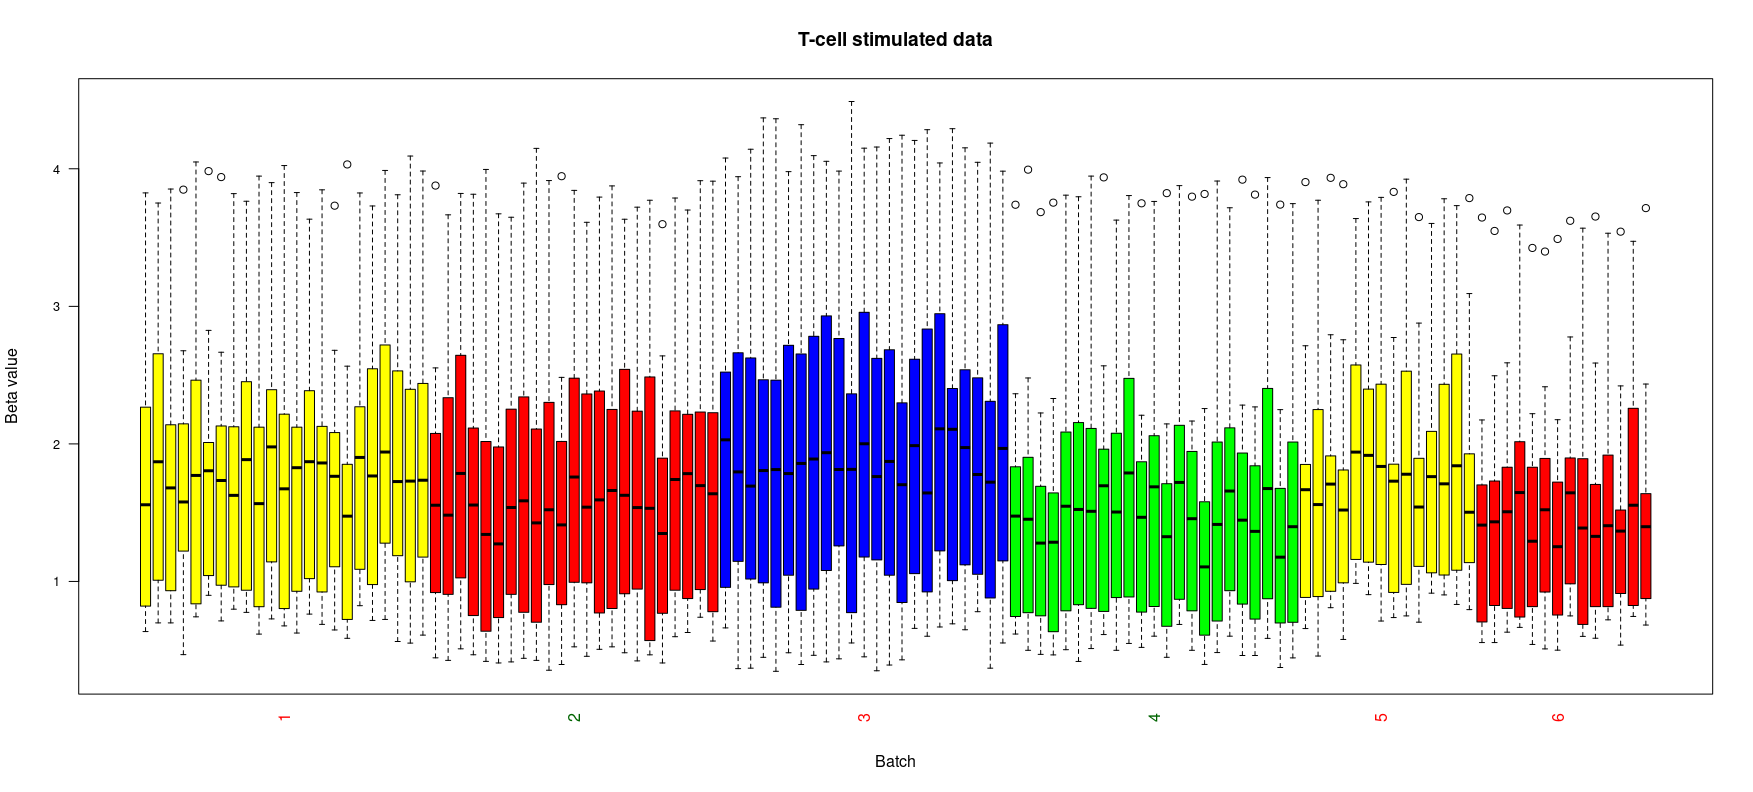 T-cell stimulated data
Beta value
4
3
2
1
1 2 3 4 5 6
Batch